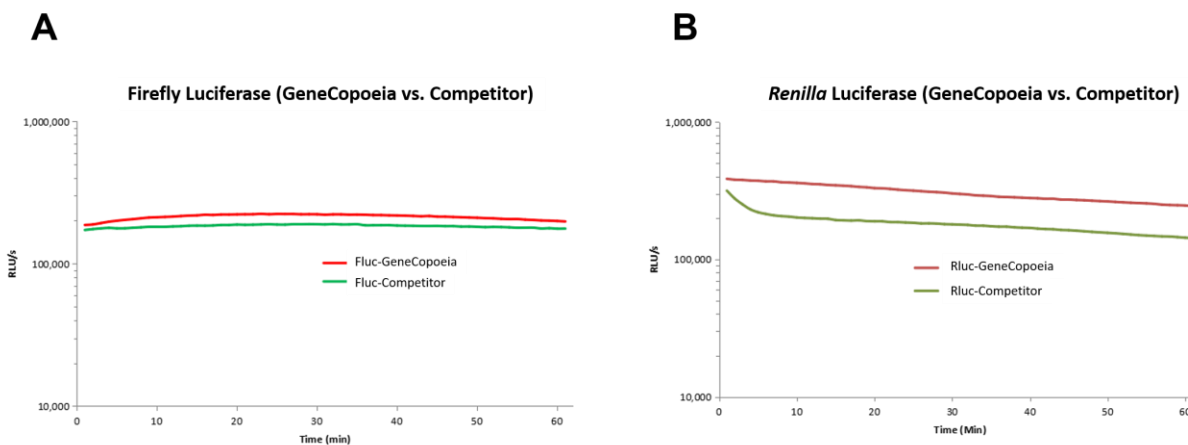 A
Firefly Luciferase (GeneCopoeia vs. Competitor)
1,000,000
100,000
10,000
RLU/s
Fluc-GeneCopoeia
Fluc-Competitor
0 10 20 30 40 50 60
Time (min)
B
Renilla Luciferase (GeneCopoeia vs. Competitor)
1,000,000
100,000
10,000
RLU/s
Rluc-GeneCopoeia
Rluc-Competitor
0 10 20 30 40 50 60
Time (Min)